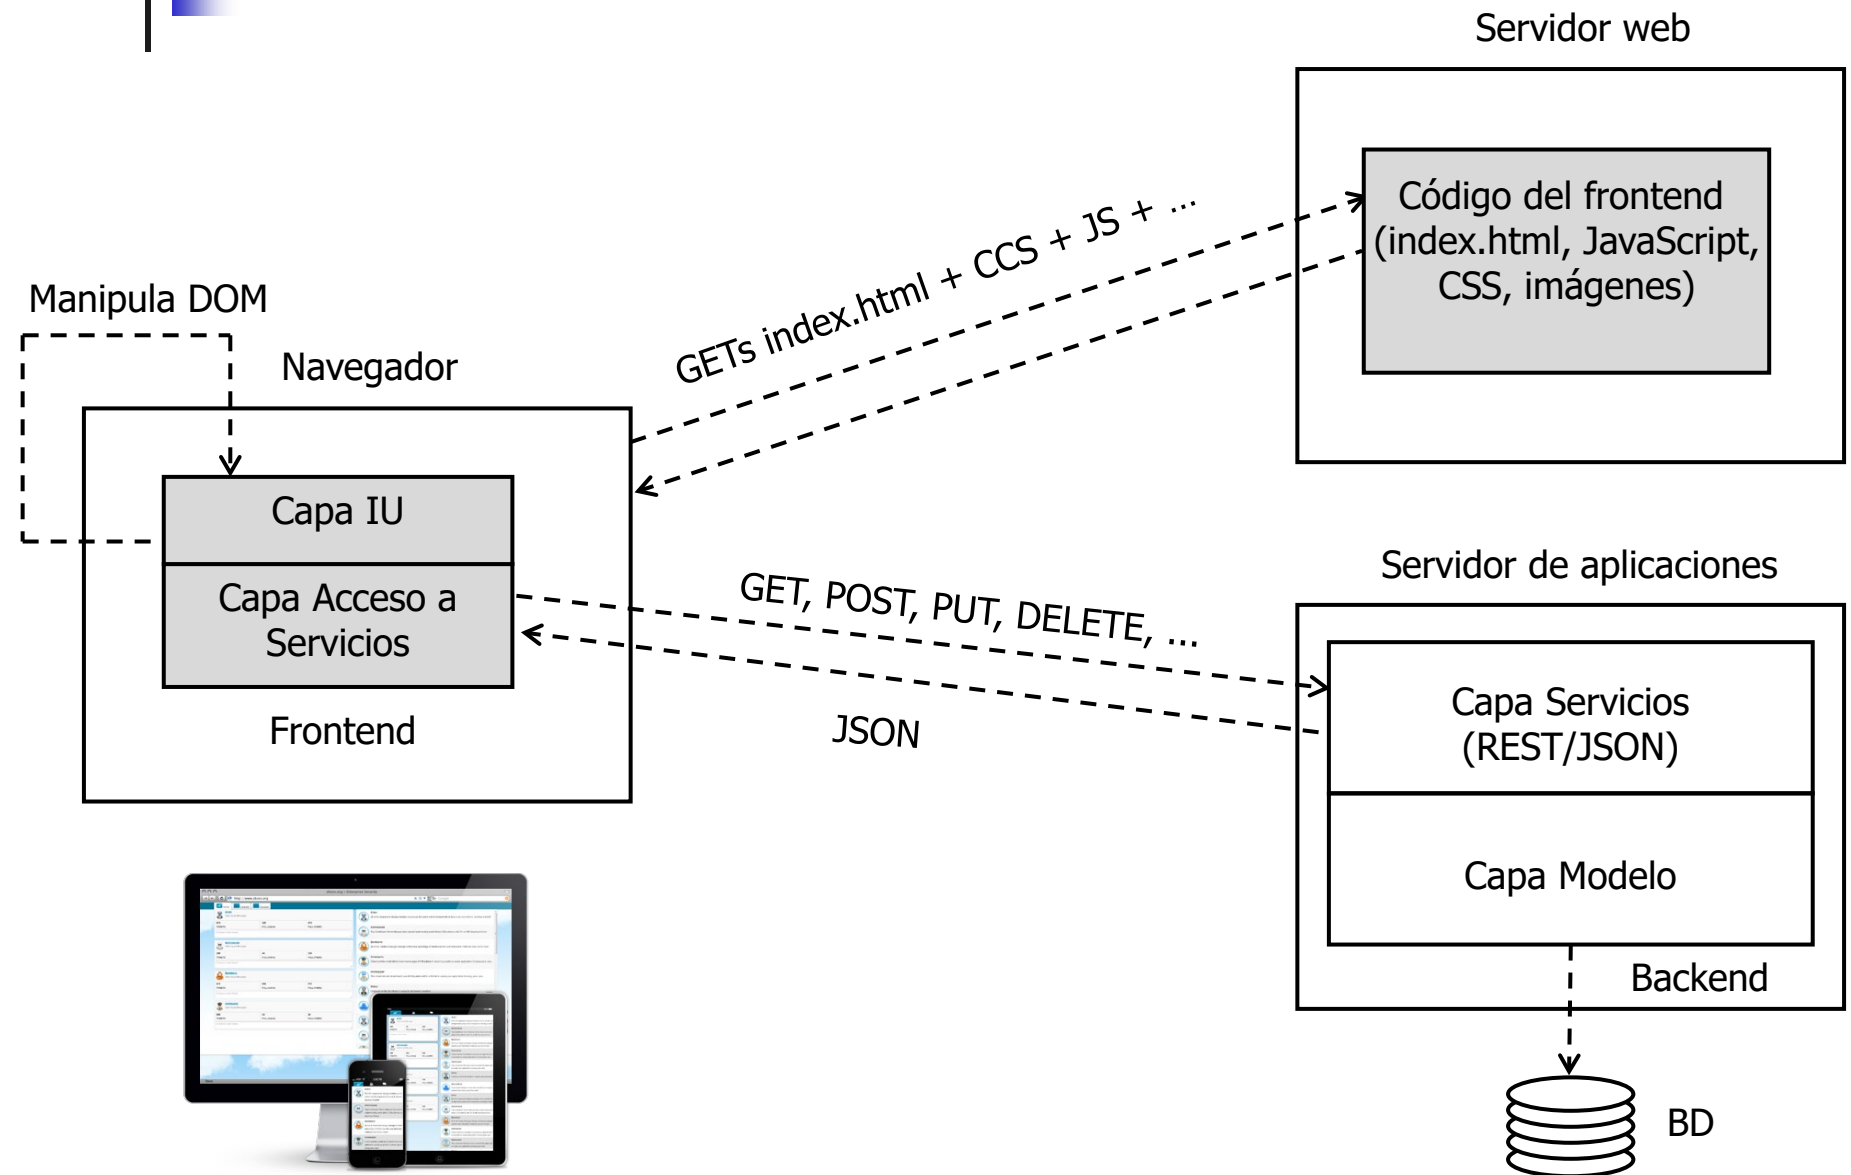 Servidor web
Código del frontend
(index.html, JavaScript,
CSS, imágenes)
GETs index.html + CCS + JS + ...
Manipula DOM
Navegador
Capa IU
Capa Acceso a
Servicios
Frontend
GET, POST, PUT, DELETE, ...
JSON
Servidor de aplicaciones
Capa Servicios
(REST/JSON)
Capa Modelo
Backend
BD